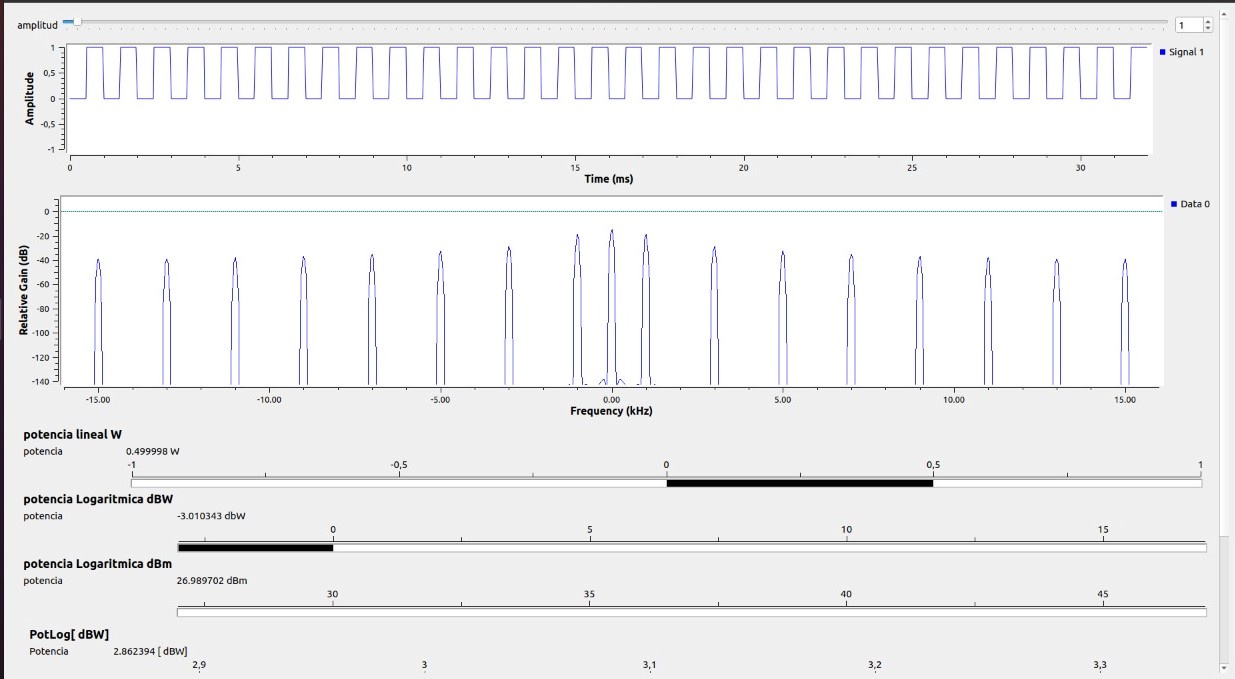 amplitud 1
1
0,5
0
-0,5
-1
Amplitude
Signal 1
0 5 10 15 20 25 30
Time (ms)
0
-20
-40
-60
-80
-100
-120
-140
Relative Gain (dB)
Data 0
-15.00 -10.00 -5.00 0.00 5.00 10.00 15.00
Frequency (kHz)
potencia lineal W
potencia 0.499998 W
-1 -0,5 0 0,5 1
potencia Logaritmica dBW
potencia -3.010343 dbW
0 5 10 15
potencia Logaritmica dBm
potencia 26.989702 dBm
30 35 40 45
PotLog[ dBW]
Potencia 2.862394 [ dBW]
2,9 3 3,1 3,2 3,3